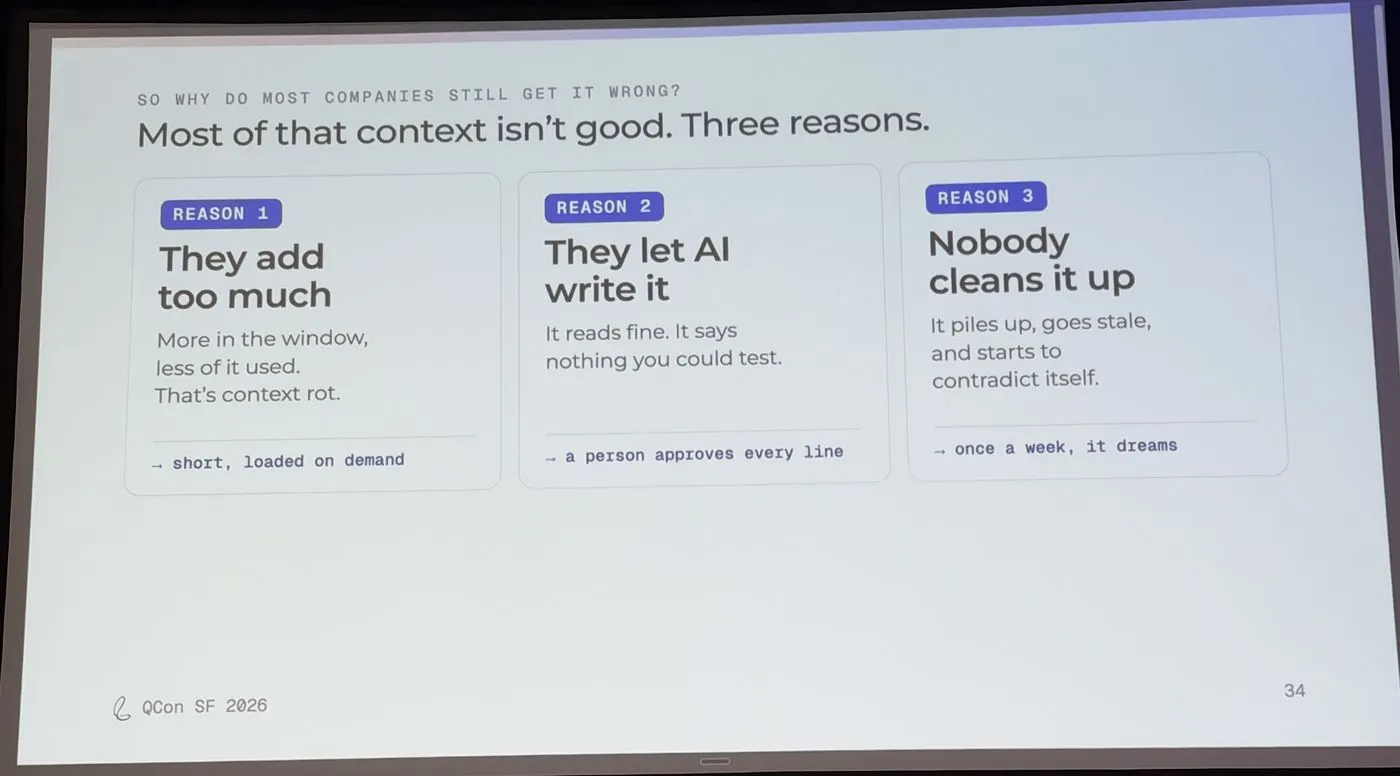 SO WHY DO MOST COMPANIES STILL GET IT WRONG?
Most of that context isn't good. Three reasons.
REASON 1
They add
too much
More in the window,
less of it used.
That's context rot.
→ short, loaded on demand
REASON 2
They let AI
write it
It reads fine. It says
nothing you could test.
→ a person approves every line
REASON 3
Nobody
cleans it up
It piles up, goes stale,
and starts to
contradict itself.
→ once a week, it dreams
QCon SF 2026
34